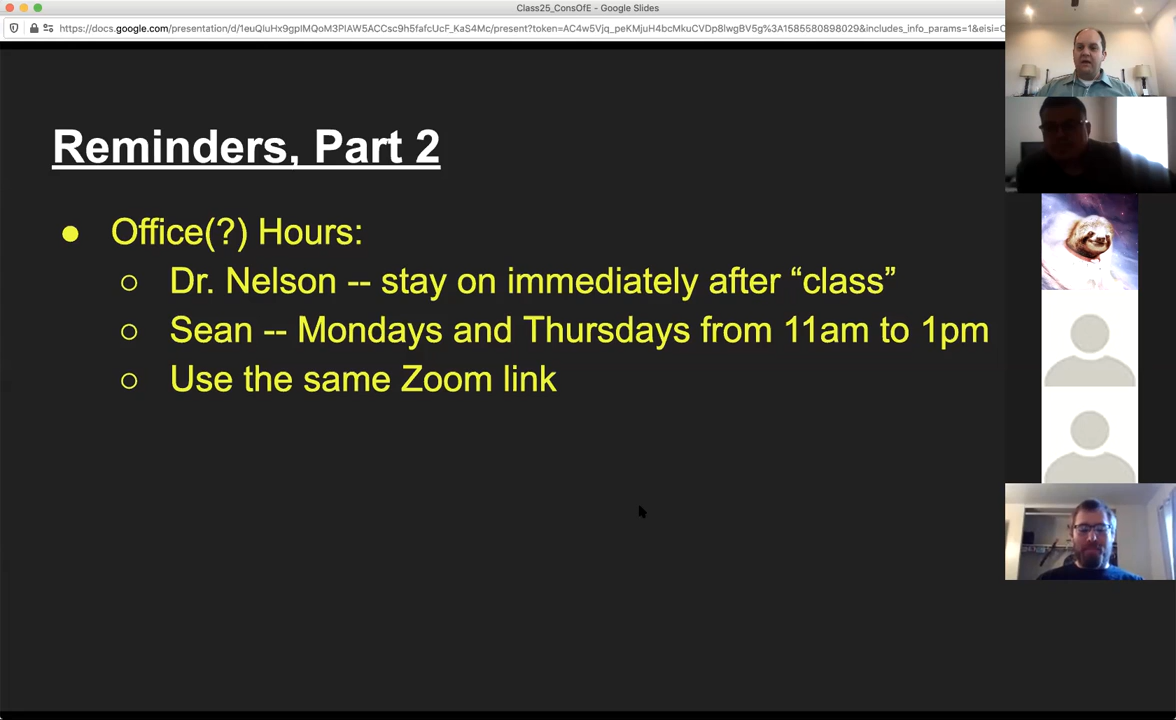 Class25_ConsOfE - Google Slides
Reminders, Part 2
● Office(?) Hours:
○ Dr. Nelson -- stay on immediately after “class”
○ Sean -- Mondays and Thursdays from 11am to 1pm
○ Use the same Zoom link